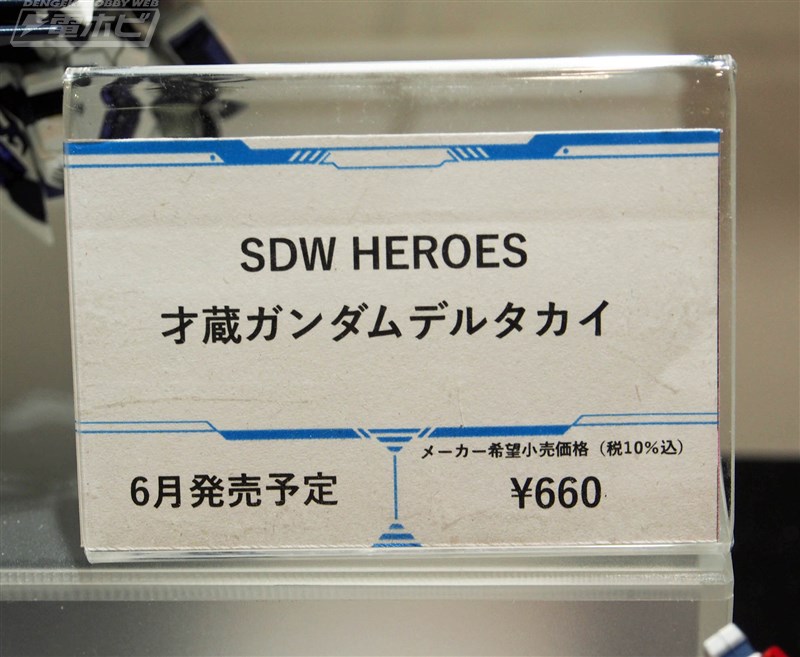 DENGEKI HOBBY WEB
電ホビ
SDW HEROES
才蔵ガンダムデルタカイ
メーカー希望小売価格（税10%込）
6月発売予定
¥660